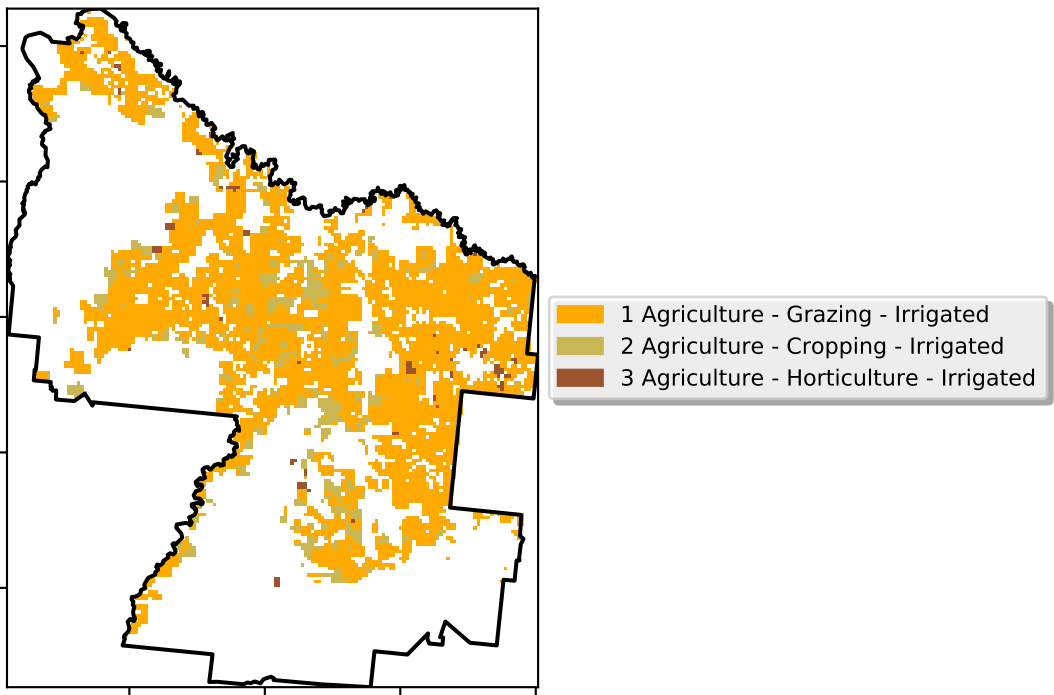 1 Agriculture - Grazing - Irrigated
2 Agriculture - Cropping - Irrigated
3 Agriculture - Horticulture - Irrigated